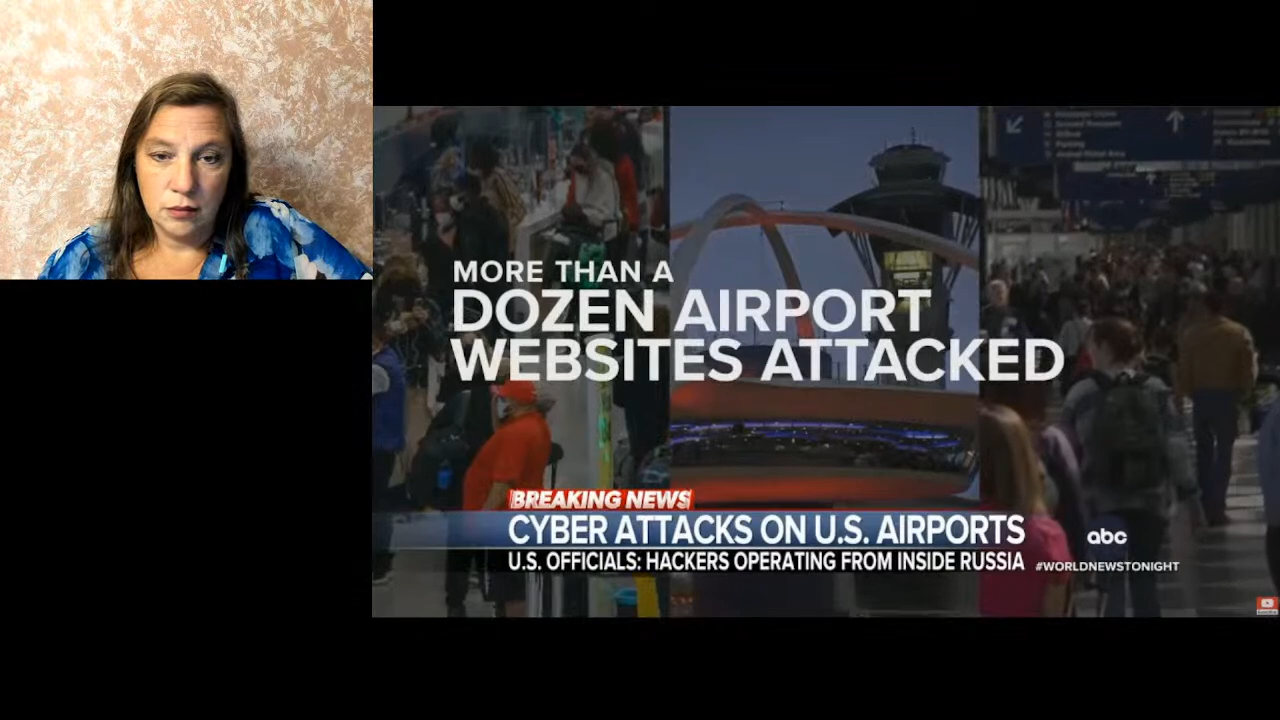 MORE THAN A
DOZEN AIRPORT
WEBSITES ATTACKED
BREAKING NEWS
CYBER ATTACKS ON U.S. AIRPORTS
U.S. OFFICIALS: HACKERS OPERATING FROM INSIDE RUSSIA
abc
#WORLDNEWSTONIGHT